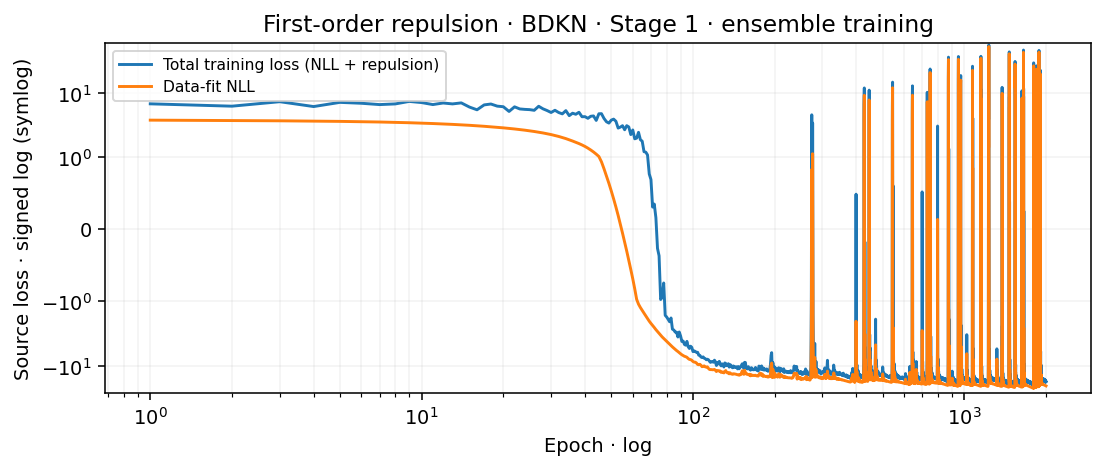 First-order repulsion · BDKN · Stage 1 · ensemble training
Total training loss (NLL + repulsion)
Data-fit NLL
Source loss · signed log (symlog)
10¹
10⁰
0
−10⁰
−10¹
10⁰ 10¹ 10² 10³
Epoch · log